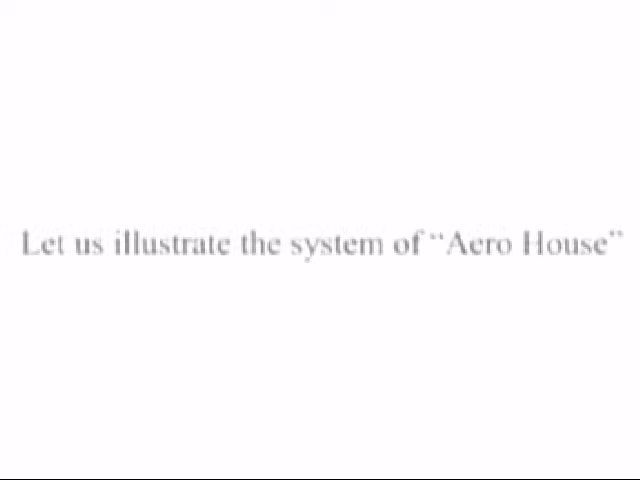 Let us illustrate the system of “Aero House”